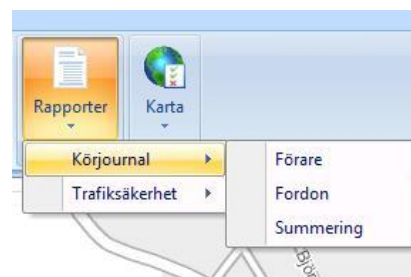 Rapporter
Karta
Körjournal
Trafiksäkerhet
Förare
Fordon
Summering